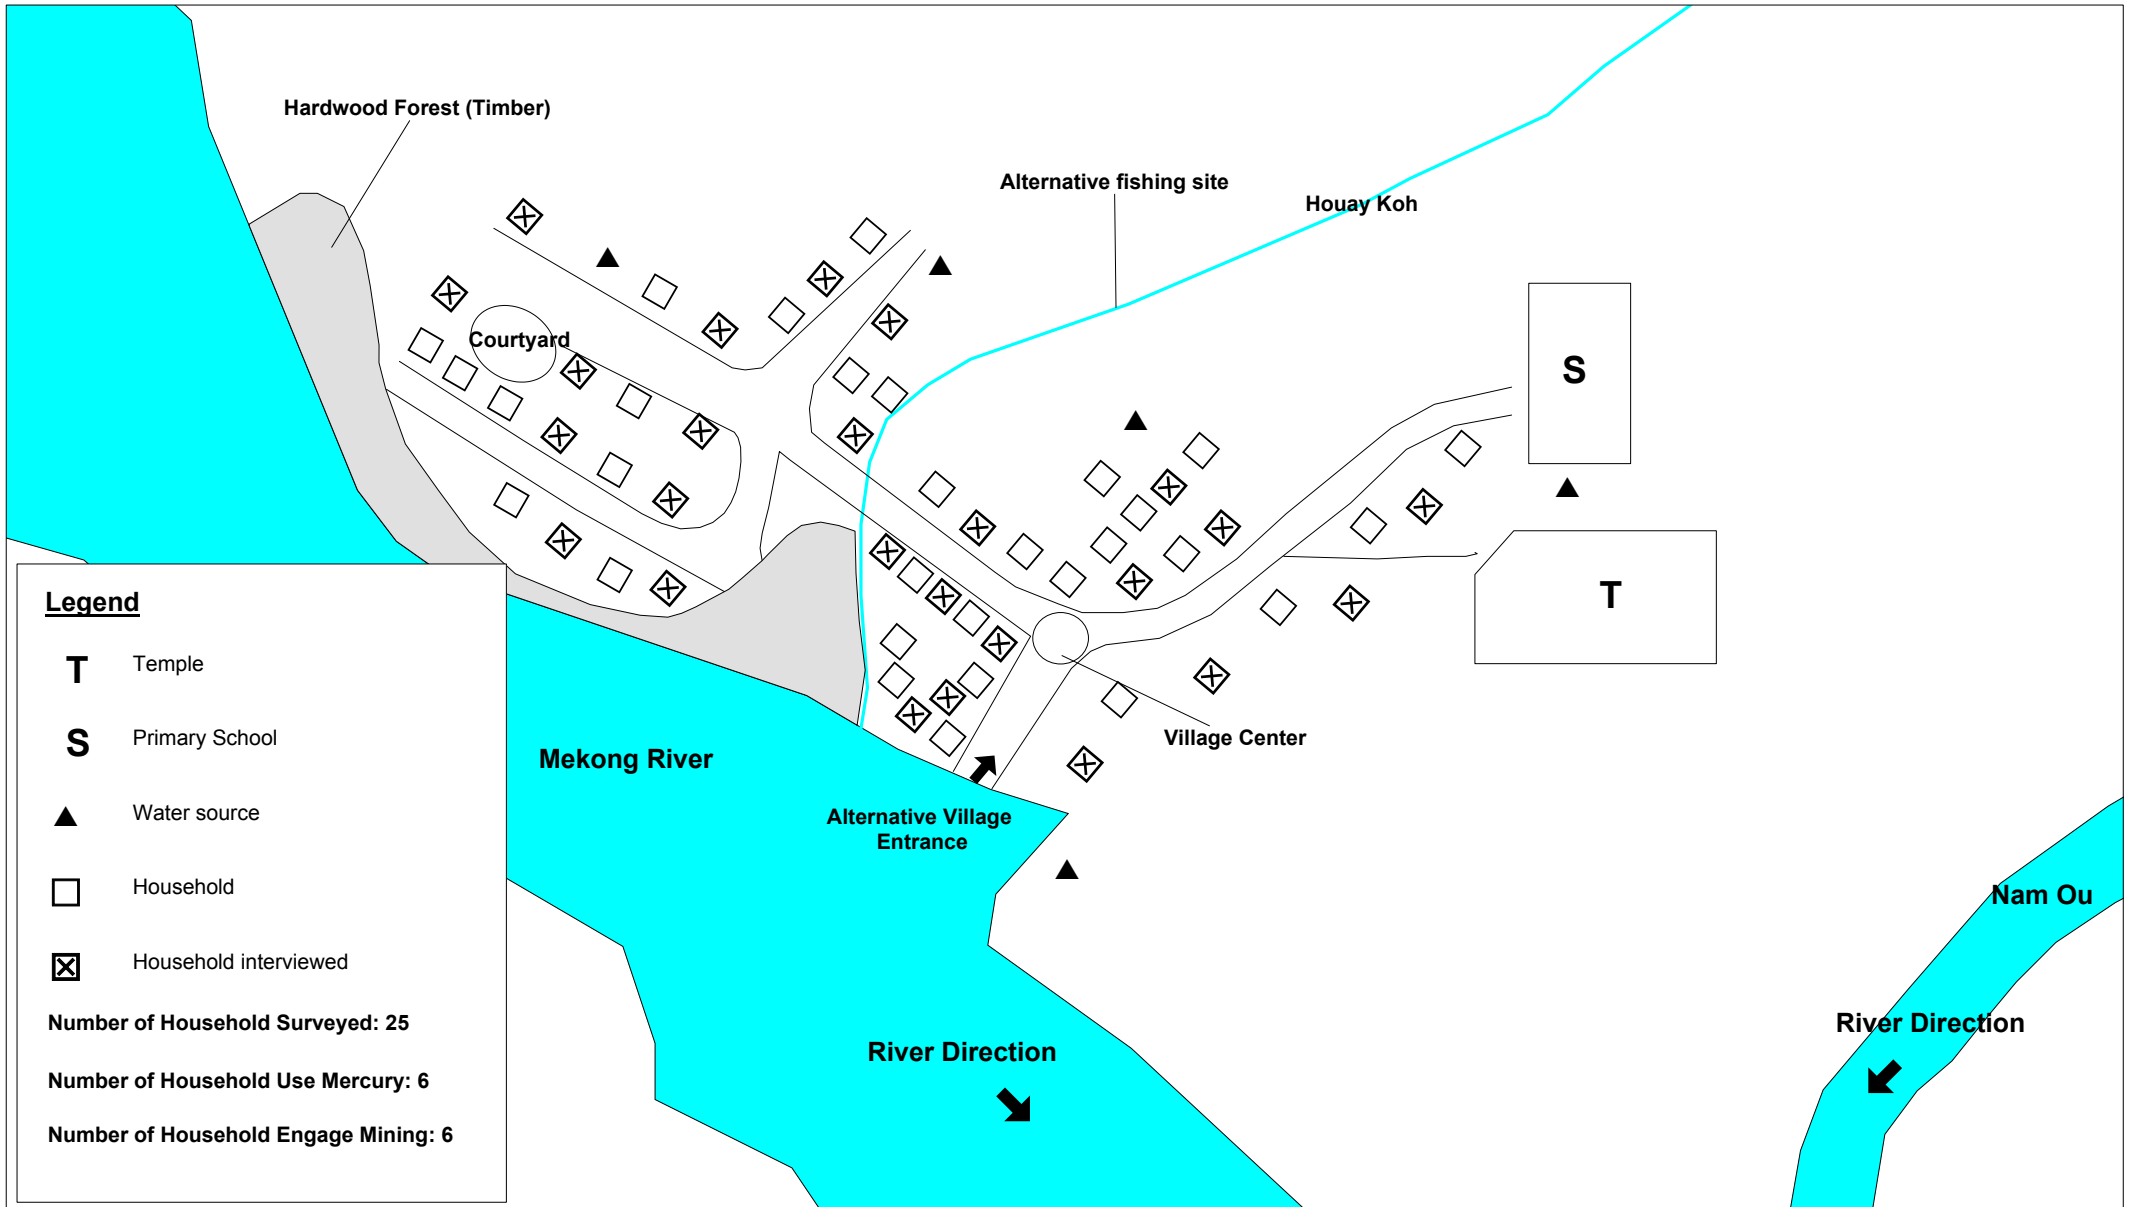 Hardwood Forest (Timber)
Alternative fishing site
Houay Koh
Courtyard
S
T
Village Center
Mekong River
Alternative Village
Entrance
Nam Ou
River Direction
River Direction
Legend
T Temple
S Primary School
Water source
Household
Household interviewed
Number of Household Surveyed: 25
Number of Household Use Mercury: 6
Number of Household Engage Mining: 6